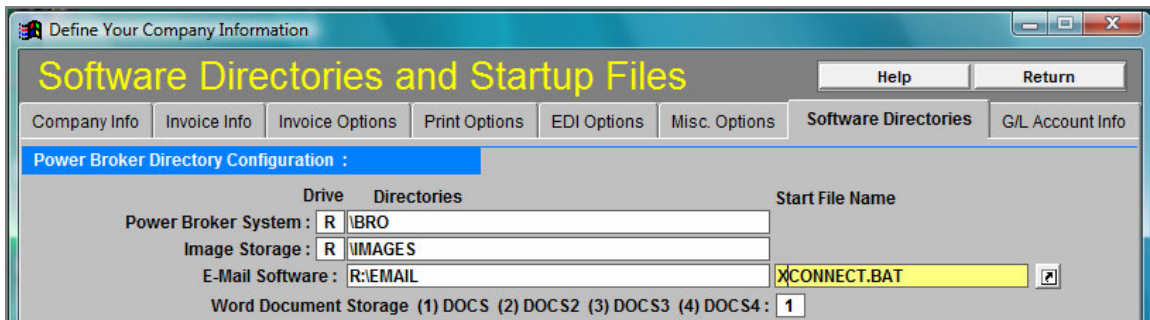 Define Your Company Information
Software Directories and Startup Files Help Return
Company Info Invoice Info Invoice Options Print Options EDI Options Misc. Options Software Directories G/L Account Info
Power Broker Directory Configuration :
Drive Directories Start File Name
Power Broker System : R \BRO
Image Storage : R \IMAGES
E-Mail Software : R:\EMAIL XCONNECT.BAT
Word Document Storage (1) DOCS (2) DOCS2 (3) DOCS3 (4) DOCS4 : 1